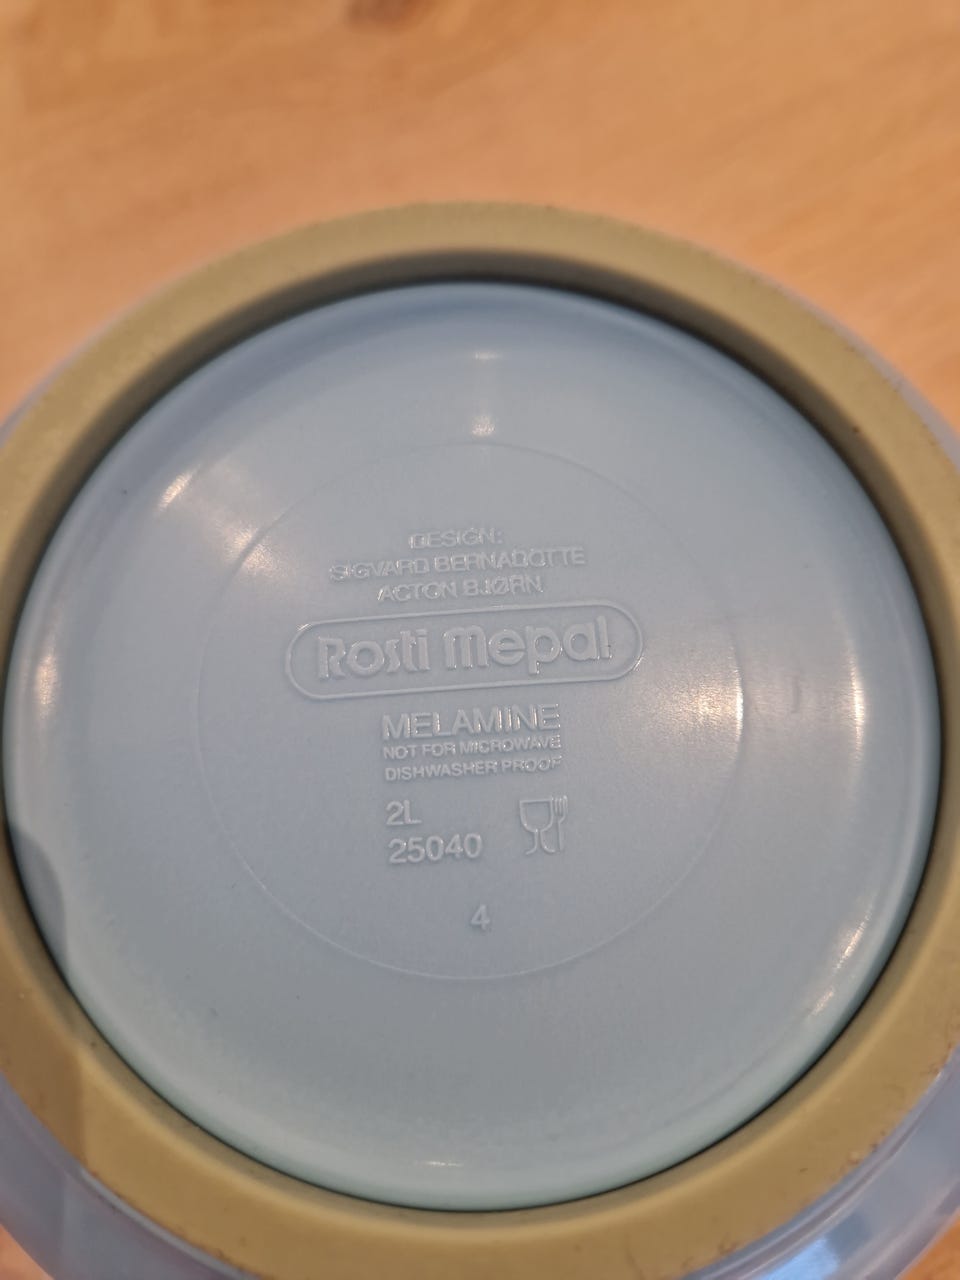 DESIGN:
SIGVARD BERNADOTTE
ACTON BJØRN
Rosti Mepal
MELAMINE
NOT FOR MICROWAVE
DISHWASHER PROOF
2L
25040
4